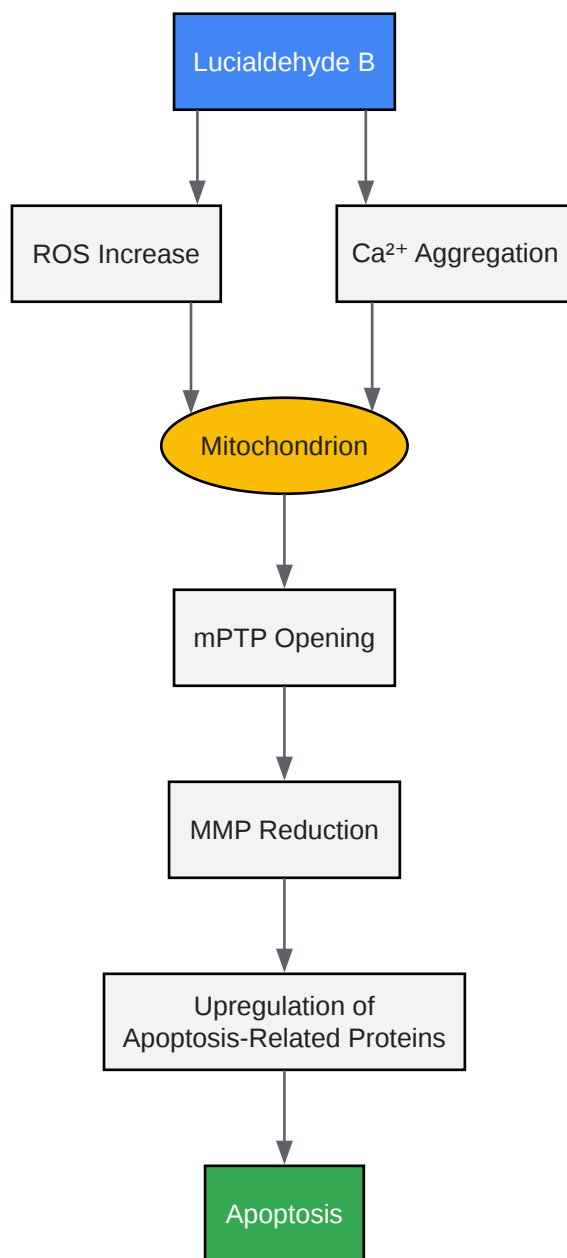 Lucialdehyde B
ROS Increase
Ca²⁺ Aggregation
Mitochondrion
mPTP Opening
MMP Reduction
Upregulation of
Apoptosis-Related Proteins
Apoptosis